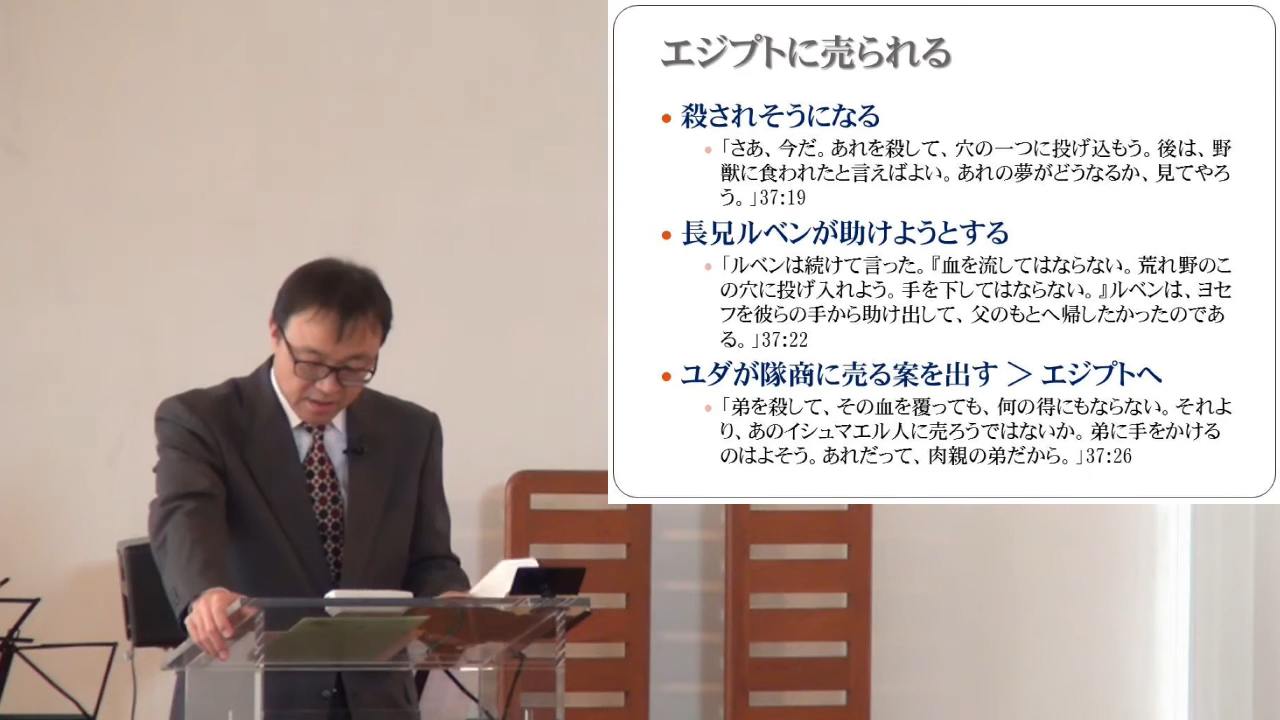 エジプトに売られる
• 殺されそうになる
• 「さあ、今だ。あれを殺して、穴の一つに投げ込もう。後は、野
獣に食われたと言えばよい。あれの夢がどうなるか、見てやろ
う。」37:19
• 長兄ルベンが助けようとする
• 「ルベンは続けて言った。『血を流してはならない。荒れ野のこ
の穴に投げ入れよう。手を下してはならない。』ルベンは、ヨセ
フを彼らの手から助け出して、父のもとへ帰したかったのであ
る。」37:22
• ユダが隊商に売る案を出す ＞ エジプトへ
• 「弟を殺して、その血を覆っても、何の得にもならない。それよ
り、あのイシュマエル人に売ろうではないか。弟に手をかける
のはよそう。あれだって、肉親の弟だから。」37:26